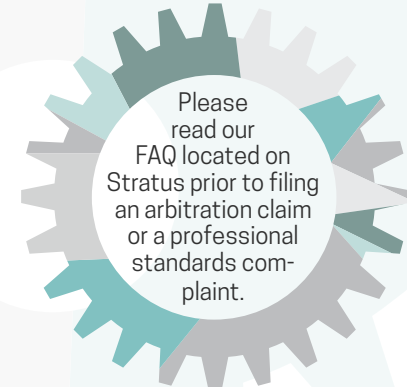 Please
read our
FAQ located on
Stratus prior to filing
an arbitration claim
or a professional
standards com-
plaint.